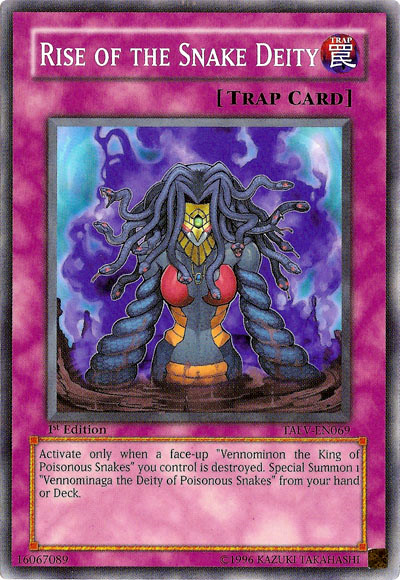 RISE OF THE SNAKE DEITY
TRAP
罠
[TRAP CARD]
1st Edition
TAEV-EN069
Activate only when a face-up "Vennominon the King of
Poisonous Snakes" you control is destroyed. Special Summon 1
"Vennominaga the Deity of Poisonous Snakes" from your hand
or Deck.
16067089
©1996 KAZUKI TAKAHASHI